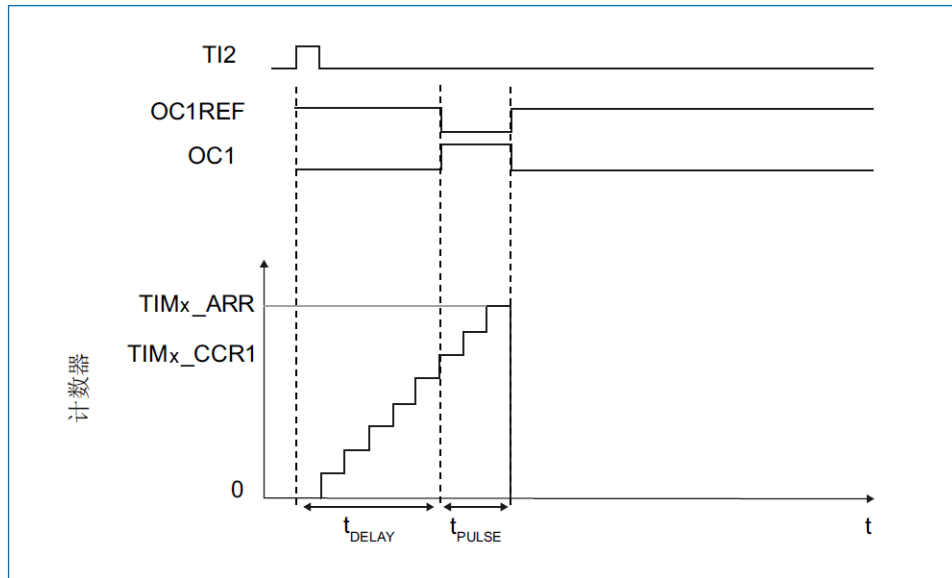 TI2
OC1REF
OC1
TIMx_ARR
TIMx_CCR1
计数器
0
tDELAY
tPULSE
t